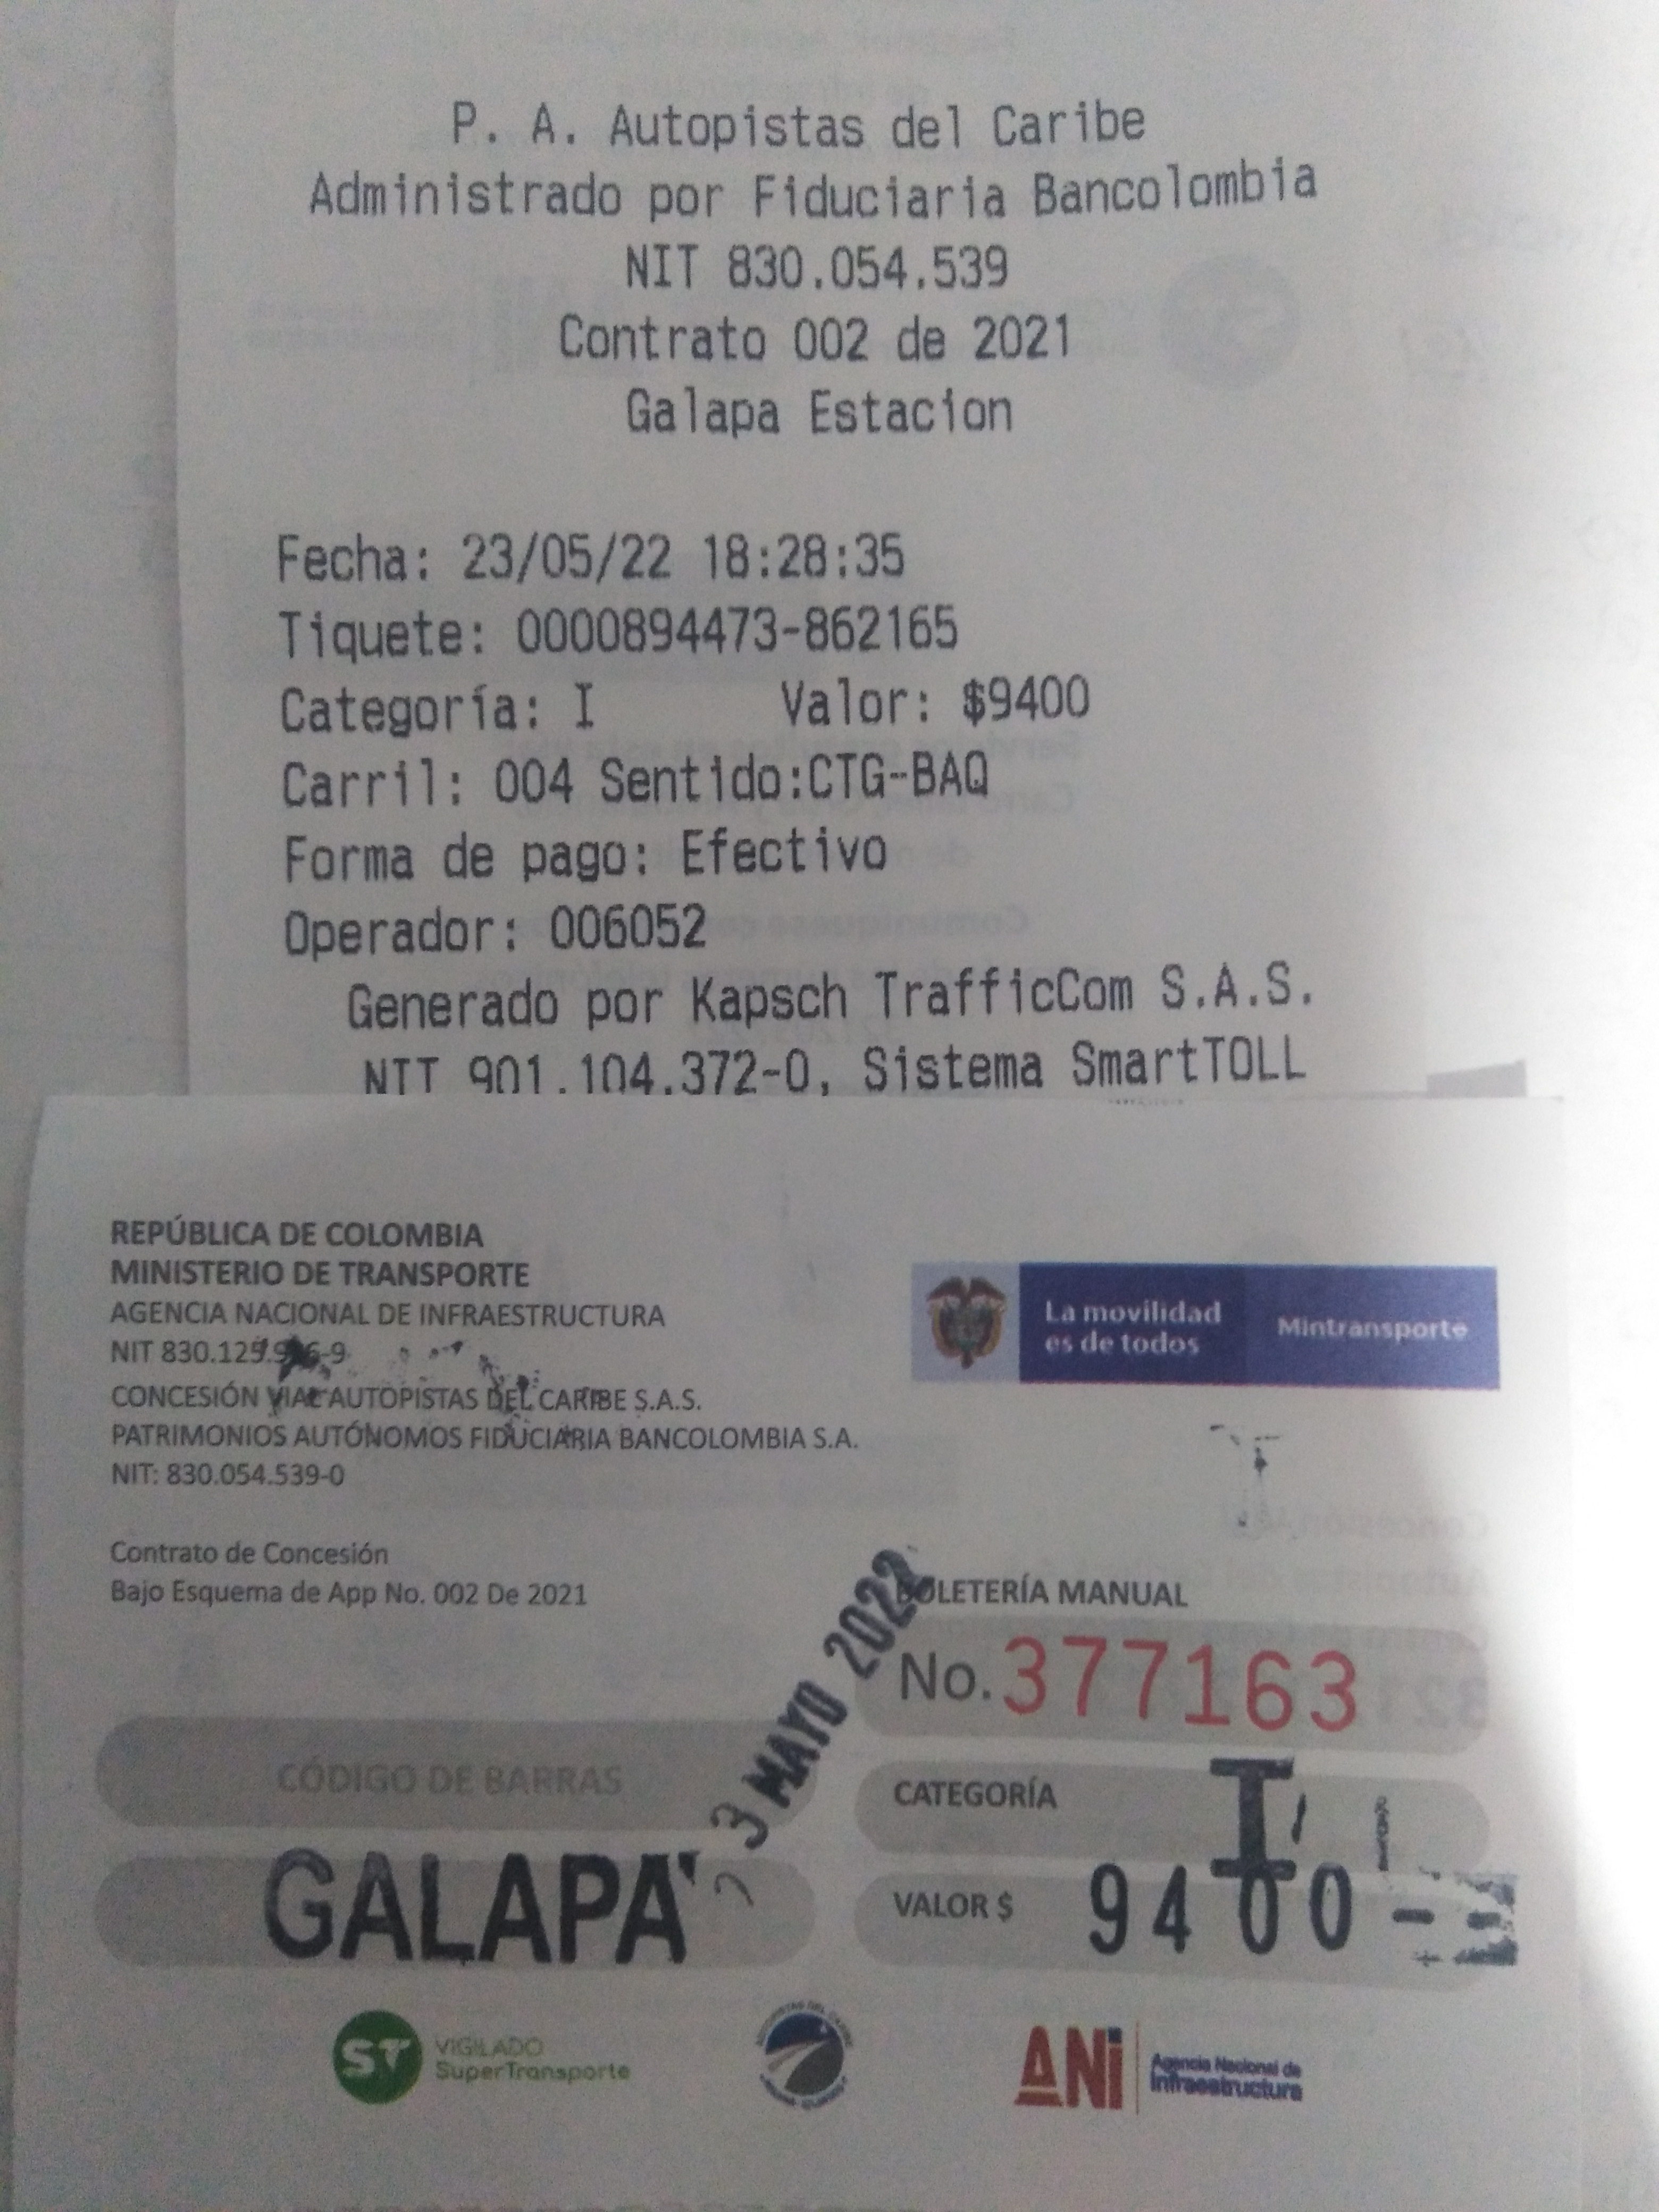 P. A. Autopistas del Caribe
Administrado por Fiduciaria Bancolombia
NIT 830.054.539
Contrato 002 de 2021
Galapa Estacion
Fecha: 23/05/22 18:28:35
Tiquete: 0000894473-862165
Categoría: I Valor: $9400
Carril: 004 Sentido:CTG-BAQ
Forma de pago: Efectivo
Operador: 006052
Generado por Kapsch TrafficCom S.A.S.
NIT 901.104.372-0, Sistema SmartTOLL
REPÚBLICA DE COLOMBIA
MINISTERIO DE TRANSPORTE
AGENCIA NACIONAL DE INFRAESTRUCTURA
NIT
CONCESIÓN VIAL AUTOPISTAS DEL CARIBE S.A.S.
PATRIMONIOS AUTÓNOMOS FIDUCIARIA BANCOLOMBIA S.A.
NIT: 830.054.539-0
La movilidad
es de todos
Mintransporte
Contrato de Concesión
Bajo Esquema de App No. 002 De 2021
BOLETERÍA MANUAL
No. 377163
MAYO 2022
CÓDIGO DE BARRAS
CATEGORÍA I
GALAPA
VALOR $ 9400
ST
VIGILADO
SuperTransporte
ANi
Agencia Nacional de
Infraestructura